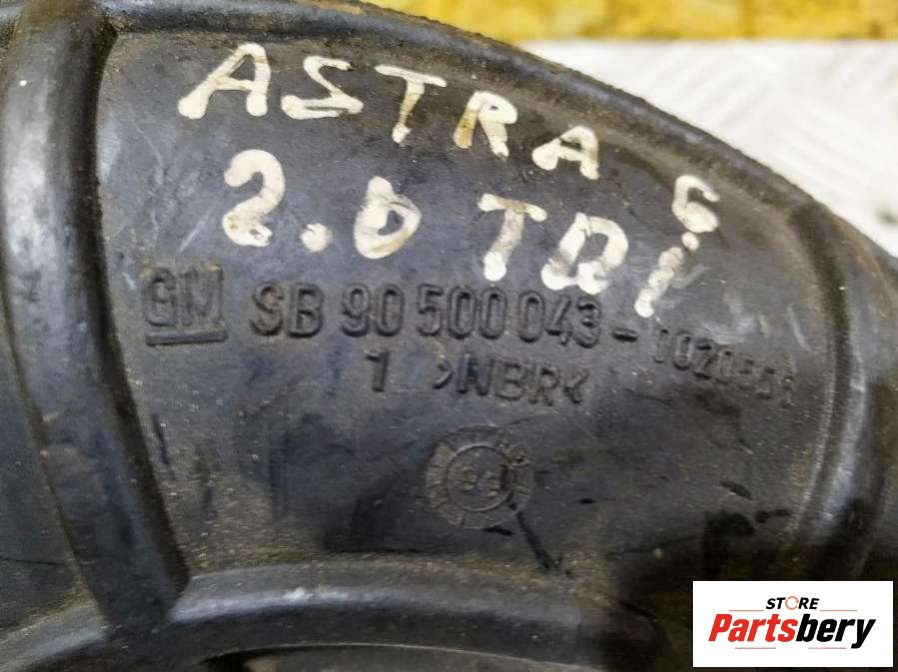 ASTRA G
2.0 TDi
GM SB 90 500 043 -
1 >NBR<
STORE
Partsbery